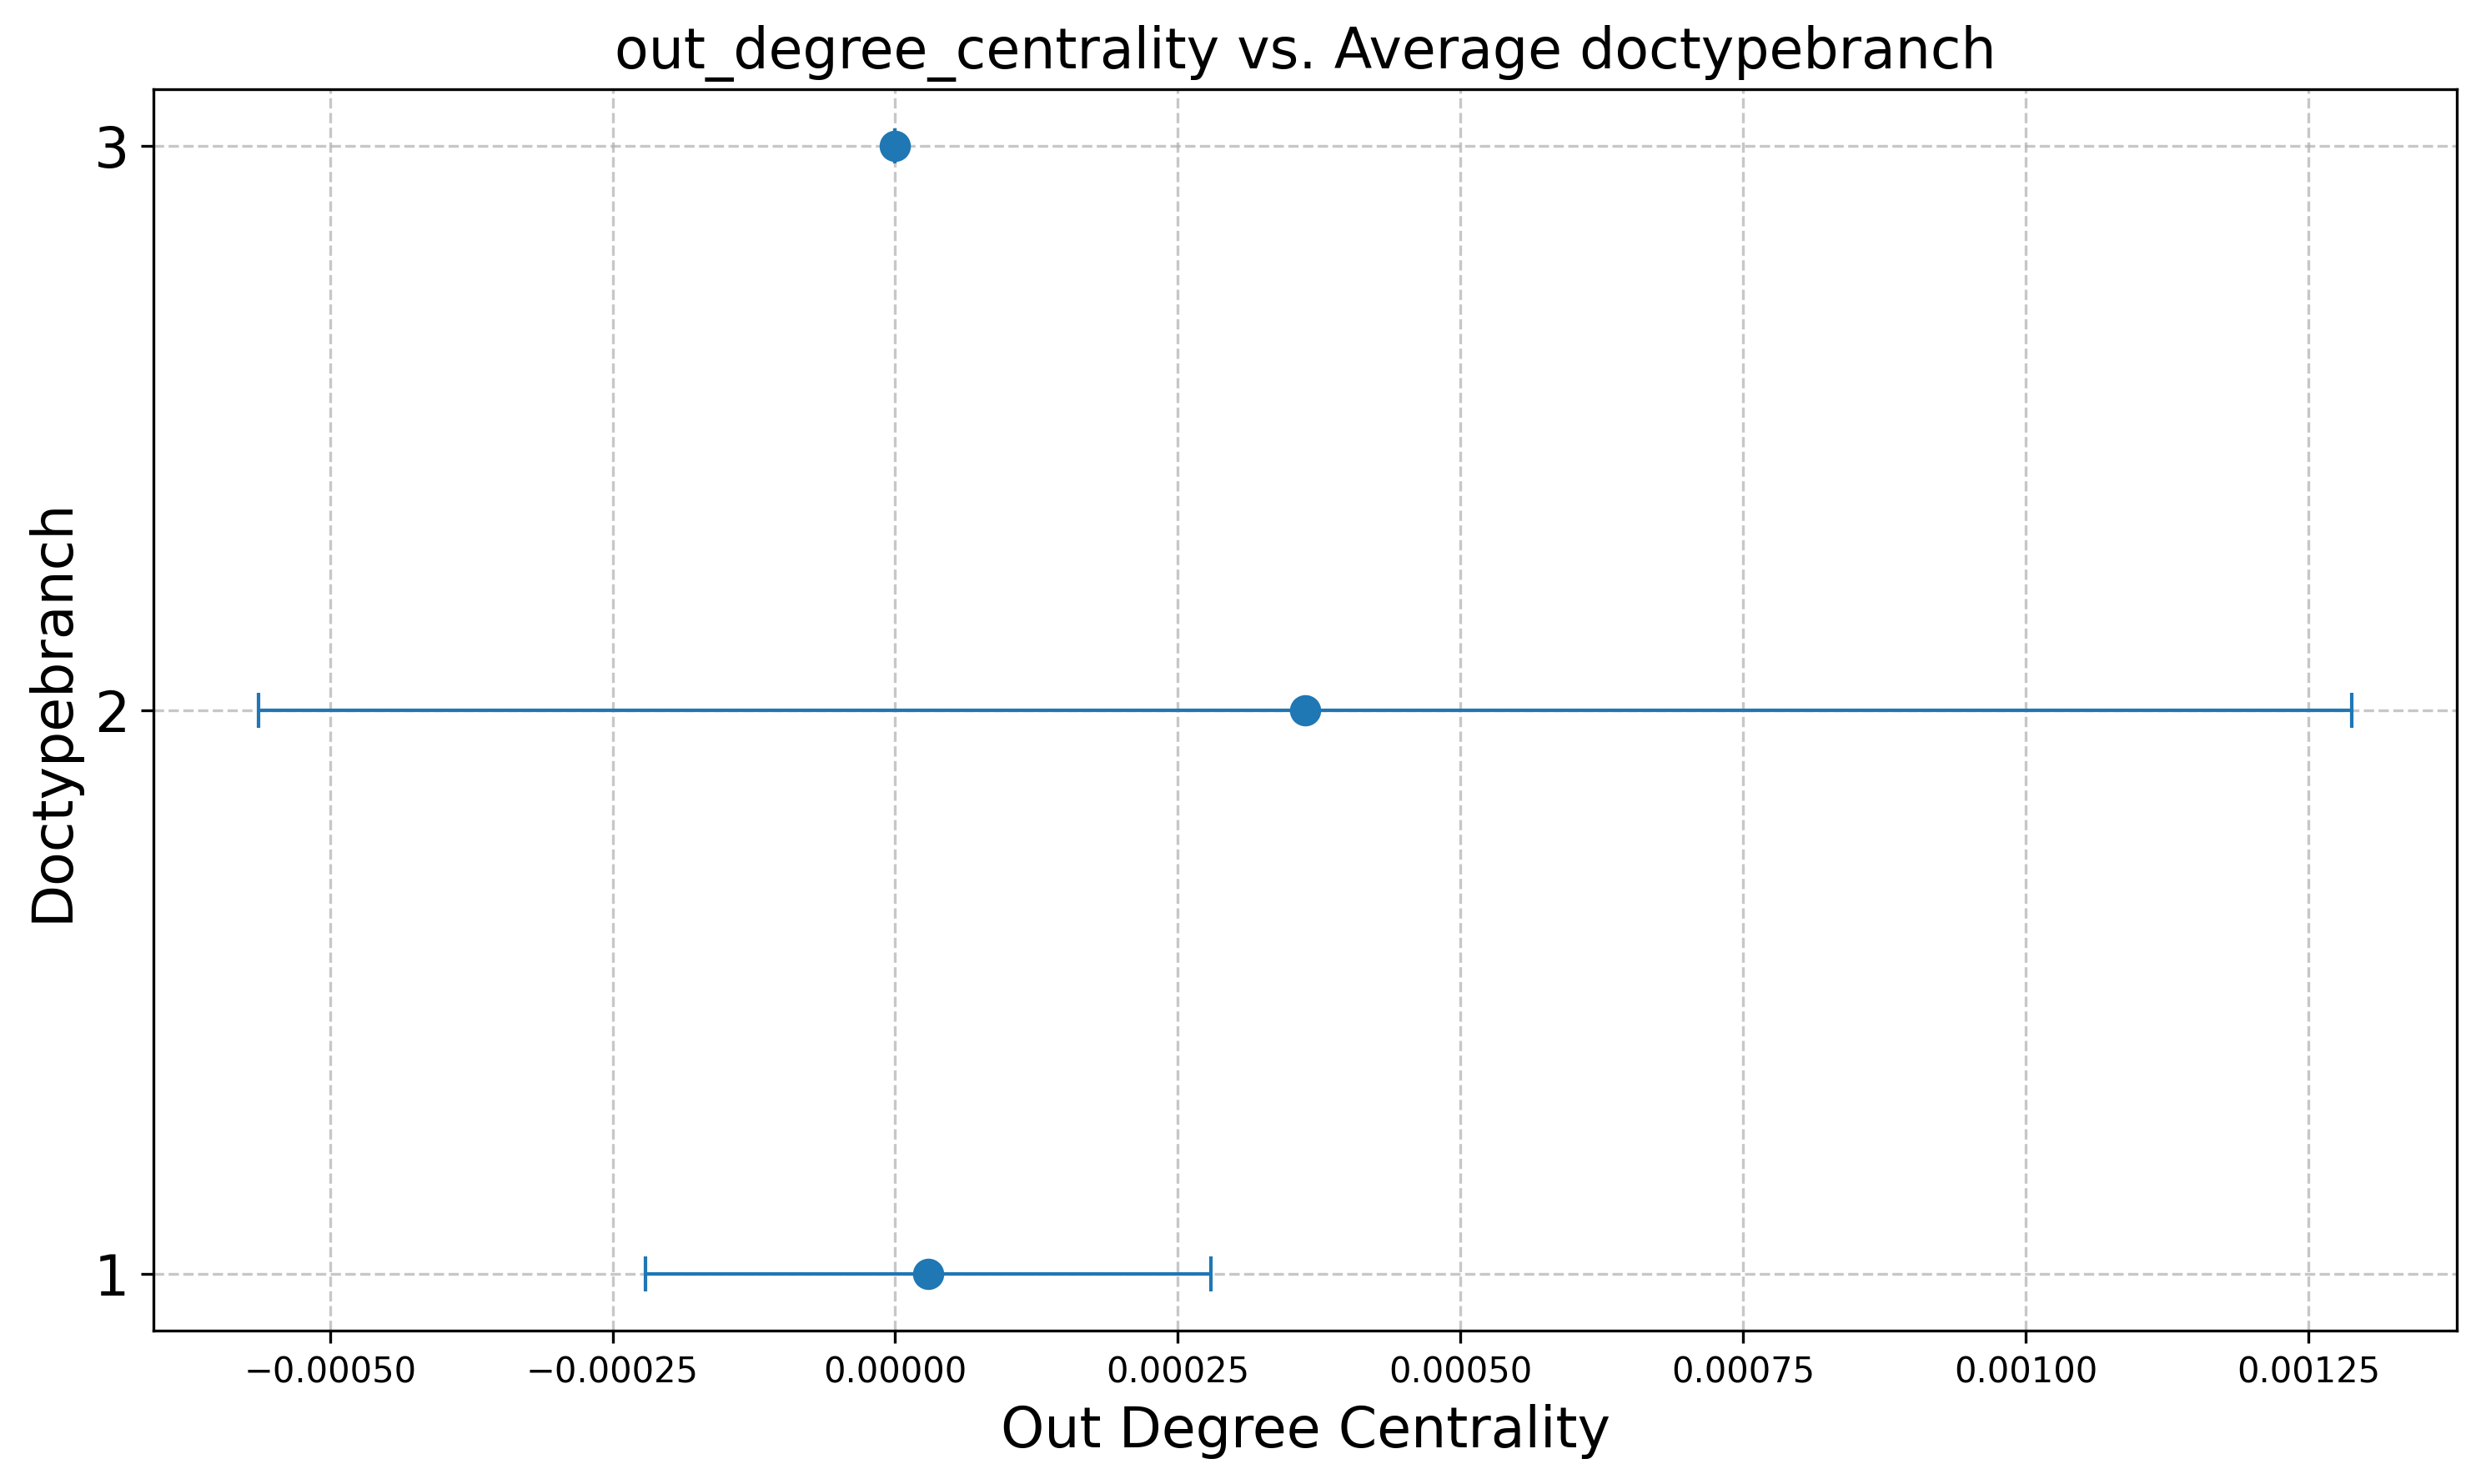 out_degree_centrality vs. Average doctypebranch
3
2
1
Doctypebranch
−0.00050 −0.00025 0.00000 0.00025 0.00050 0.00075 0.00100 0.00125
Out Degree Centrality